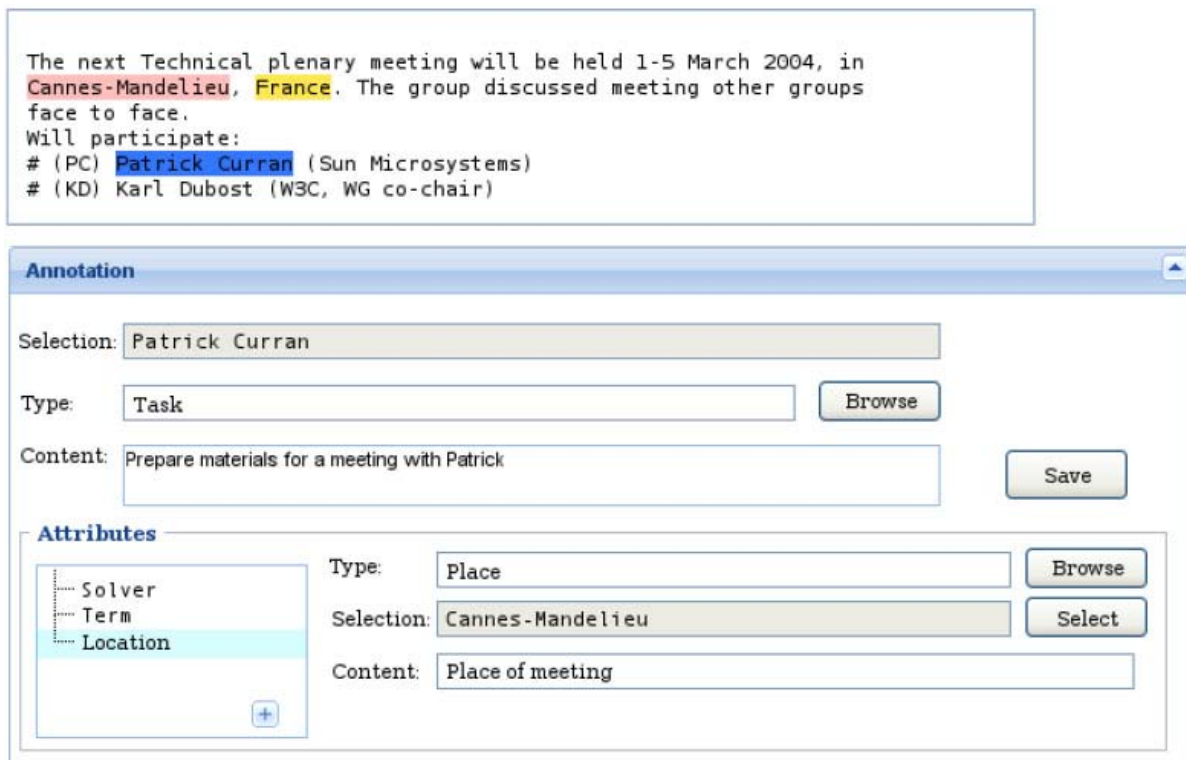 The next Technical plenary meeting will be held 1-5 March 2004, in
Cannes-Mandelieu, France. The group discussed meeting other groups
face to face.
Will participate:
# (PC) Patrick Curran (Sun Microsystems)
# (KD) Karl Dubost (W3C, WG co-chair)
Annotation
Selection: Patrick Curran
Type: Task Browse
Content: Prepare materials for a meeting with Patrick
Save
Attributes
Solver
Term
Location
Type: Place Browse
Selection: Cannes-Mandelieu Select
Content: Place of meeting